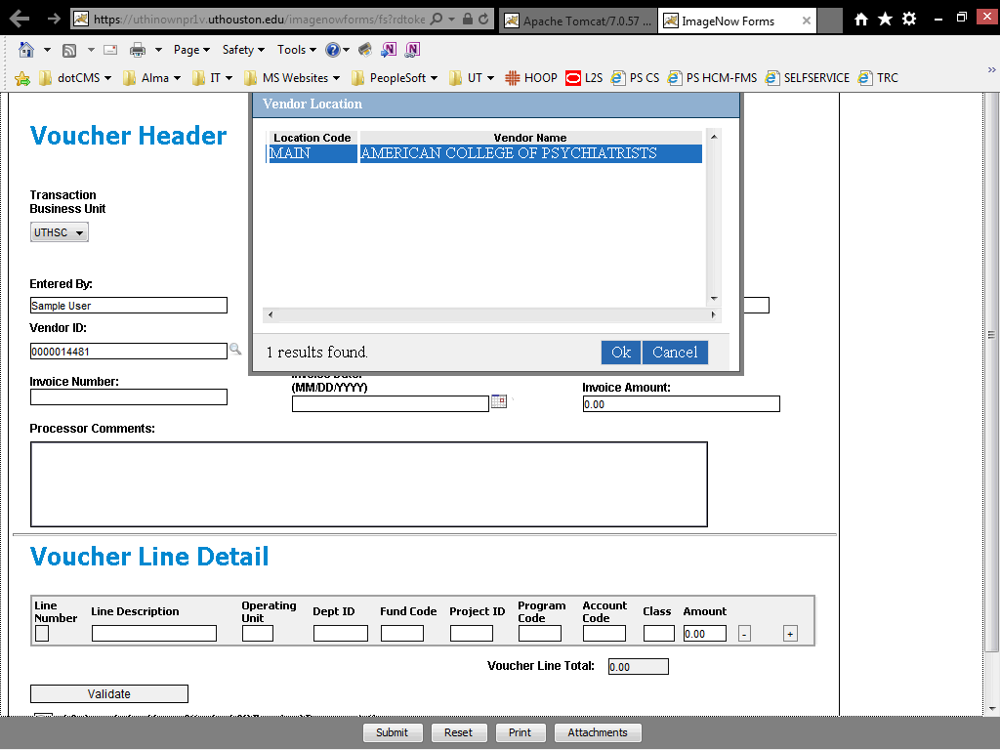 https://uthinownpr1v.uthouston.edu/imagenowforms/fs?rdtoke
Apache Tomcat/7.0.57 ...
ImageNow Forms
Page
Safety
Tools
dotCMS
Alma
IT
MS Websites
PeopleSoft
UT
HOOP
L2S
PS CS
PS HCM-FMS
SELFSERVICE
TRC
Vendor Location
Voucher Header
Location Code
Vendor Name
MAIN
AMERICAN COLLEGE OF PSYCHIATRISTS
Transaction
Business Unit
UTHSC
Entered By:
Sample User
Vendor ID:
0000014481
1 results found.
Ok
Cancel
Invoice Number:
(MM/DD/YYYY)
Invoice Amount:
0.00
Processor Comments:
Voucher Line Detail
Line
Number
Line Description
Operating
Unit
Dept ID
Fund Code
Project ID
Program
Code
Account
Code
Class
Amount
0.00
-
+
Voucher Line Total:
0.00
Validate
Submit
Reset
Print
Attachments